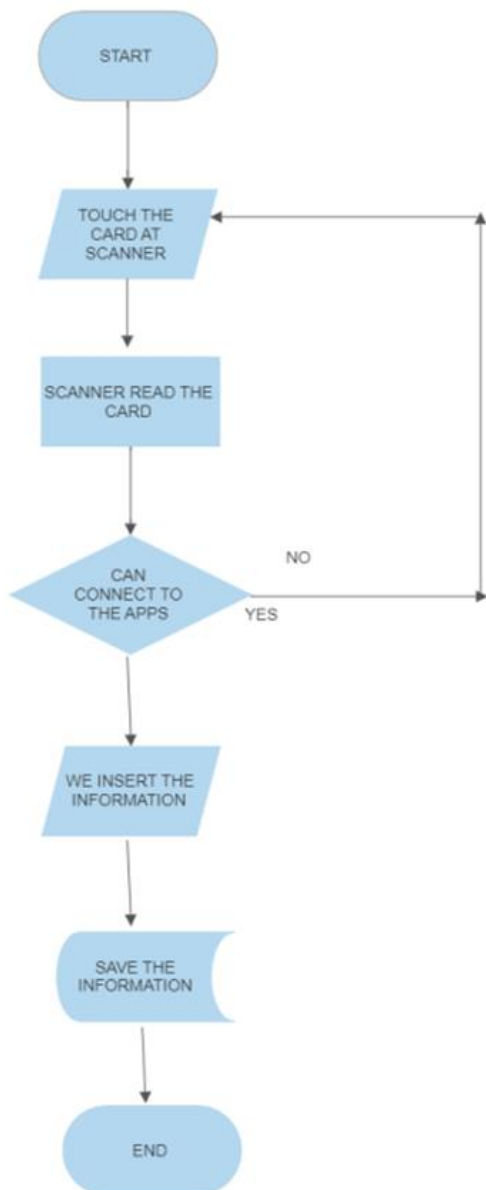 START
TOUCH THE
CARD AT
SCANNER
SCANNER READ THE
CARD
CAN
CONNECT TO
THE APPS
NO
YES
WE INSERT THE
INFORMATION
SAVE THE
INFORMATION
END